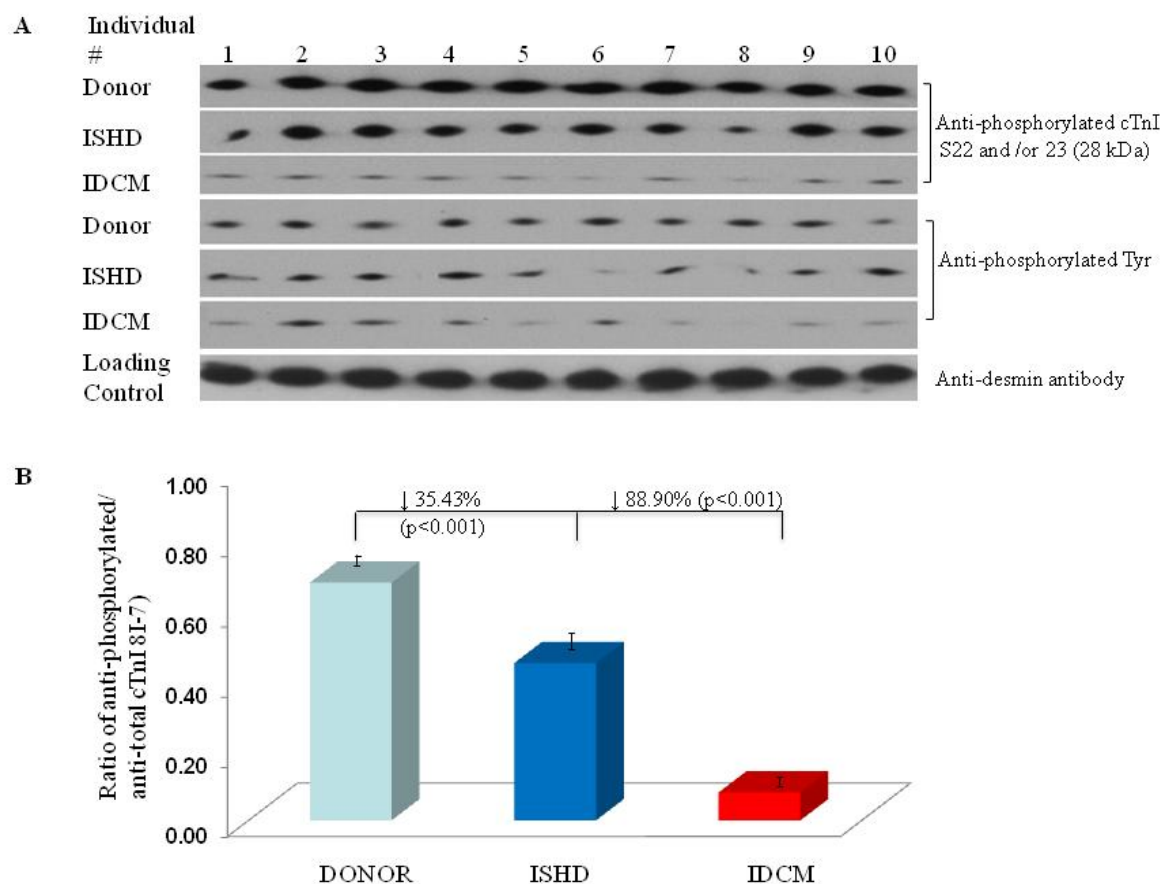 A
Individual
# 1 2 3 4 5 6 7 8 9 10
Donor
ISHD
IDCM
Anti-phosphorylated cTnI
S22 and /or 23 (28 kDa)
Donor
ISHD
IDCM
Anti-phosphorylated Tyr
Loading
Control
Anti-desmin antibody
B
Ratio of anti-phosphorylated/
anti-total cTnI 8I-7)
1.00
0.80
0.60
0.40
0.20
0.00
↓ 35.43%
(p<0.001)
↓ 88.90% (p<0.001)
DONOR ISHD IDCM